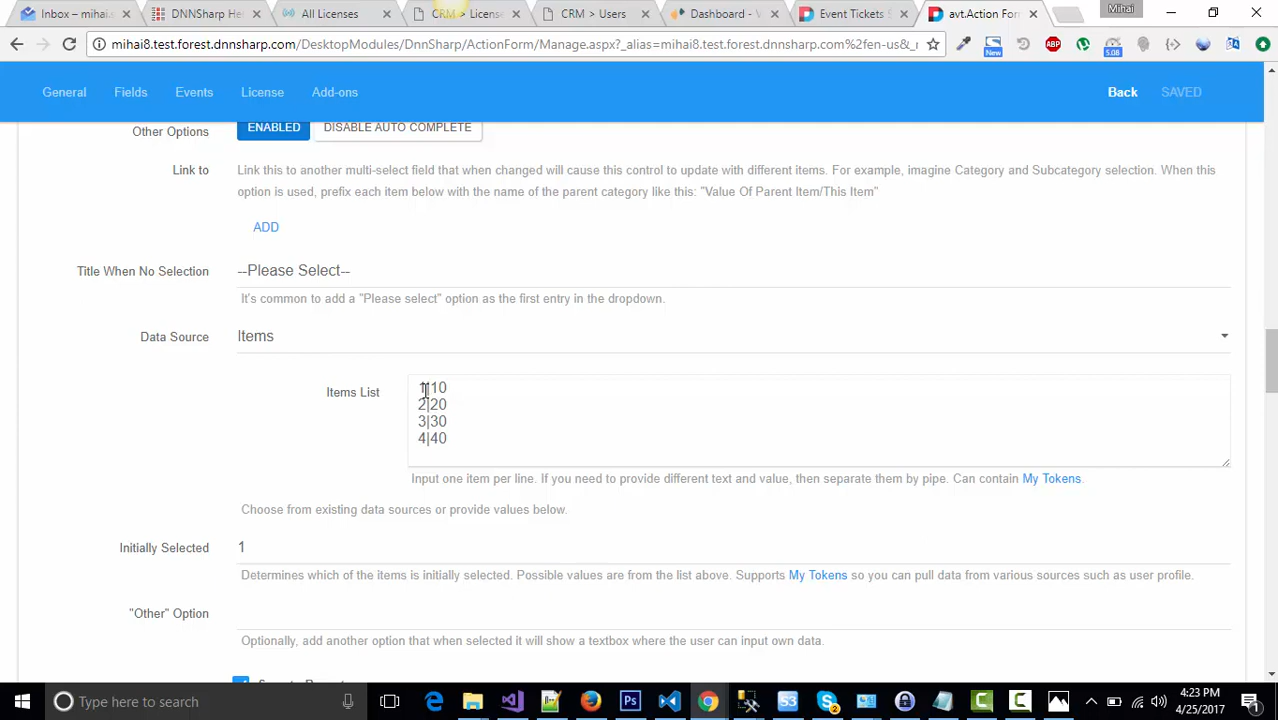 Mihai
Inbox – mihai
DNNSharp He
All Licenses
CRM > License
CRM > Users
Dashboard - V
Event Tickets S
avt.Action For
mihai8.test.forest.dnnsharp.com/DesktopModules/DnnSharp/ActionForm/Manage.aspx?_alias=mihai8.test.forest.dnnsharp.com%2fen-us&_r
New
ABP
5.08
General Fields Events License Add-ons Back SAVED
Other Options ENABLED DISABLE AUTO COMPLETE
Link to Link this to another multi-select field that when changed will cause this control to update with different items. For example, imagine Category and Subcategory selection. When this
option is used, prefix each item below with the name of the parent category like this: "Value Of Parent Item/This Item"
ADD
Title When No Selection --Please Select--
It's common to add a "Please select" option as the first entry in the dropdown.
Data Source Items
Items List
1|10
2|20
3|30
4|40
Input one item per line. If you need to provide different text and value, then separate them by pipe. Can contain My Tokens.
Choose from existing data sources or provide values below.
Initially Selected 1
Determines which of the items is initially selected. Possible values are from the list above. Supports My Tokens so you can pull data from various sources such as user profile.
"Other" Option
Optionally, add another option that when selected it will show a textbox where the user can input own data.
Type here to search
4:23 PM
4/25/2017